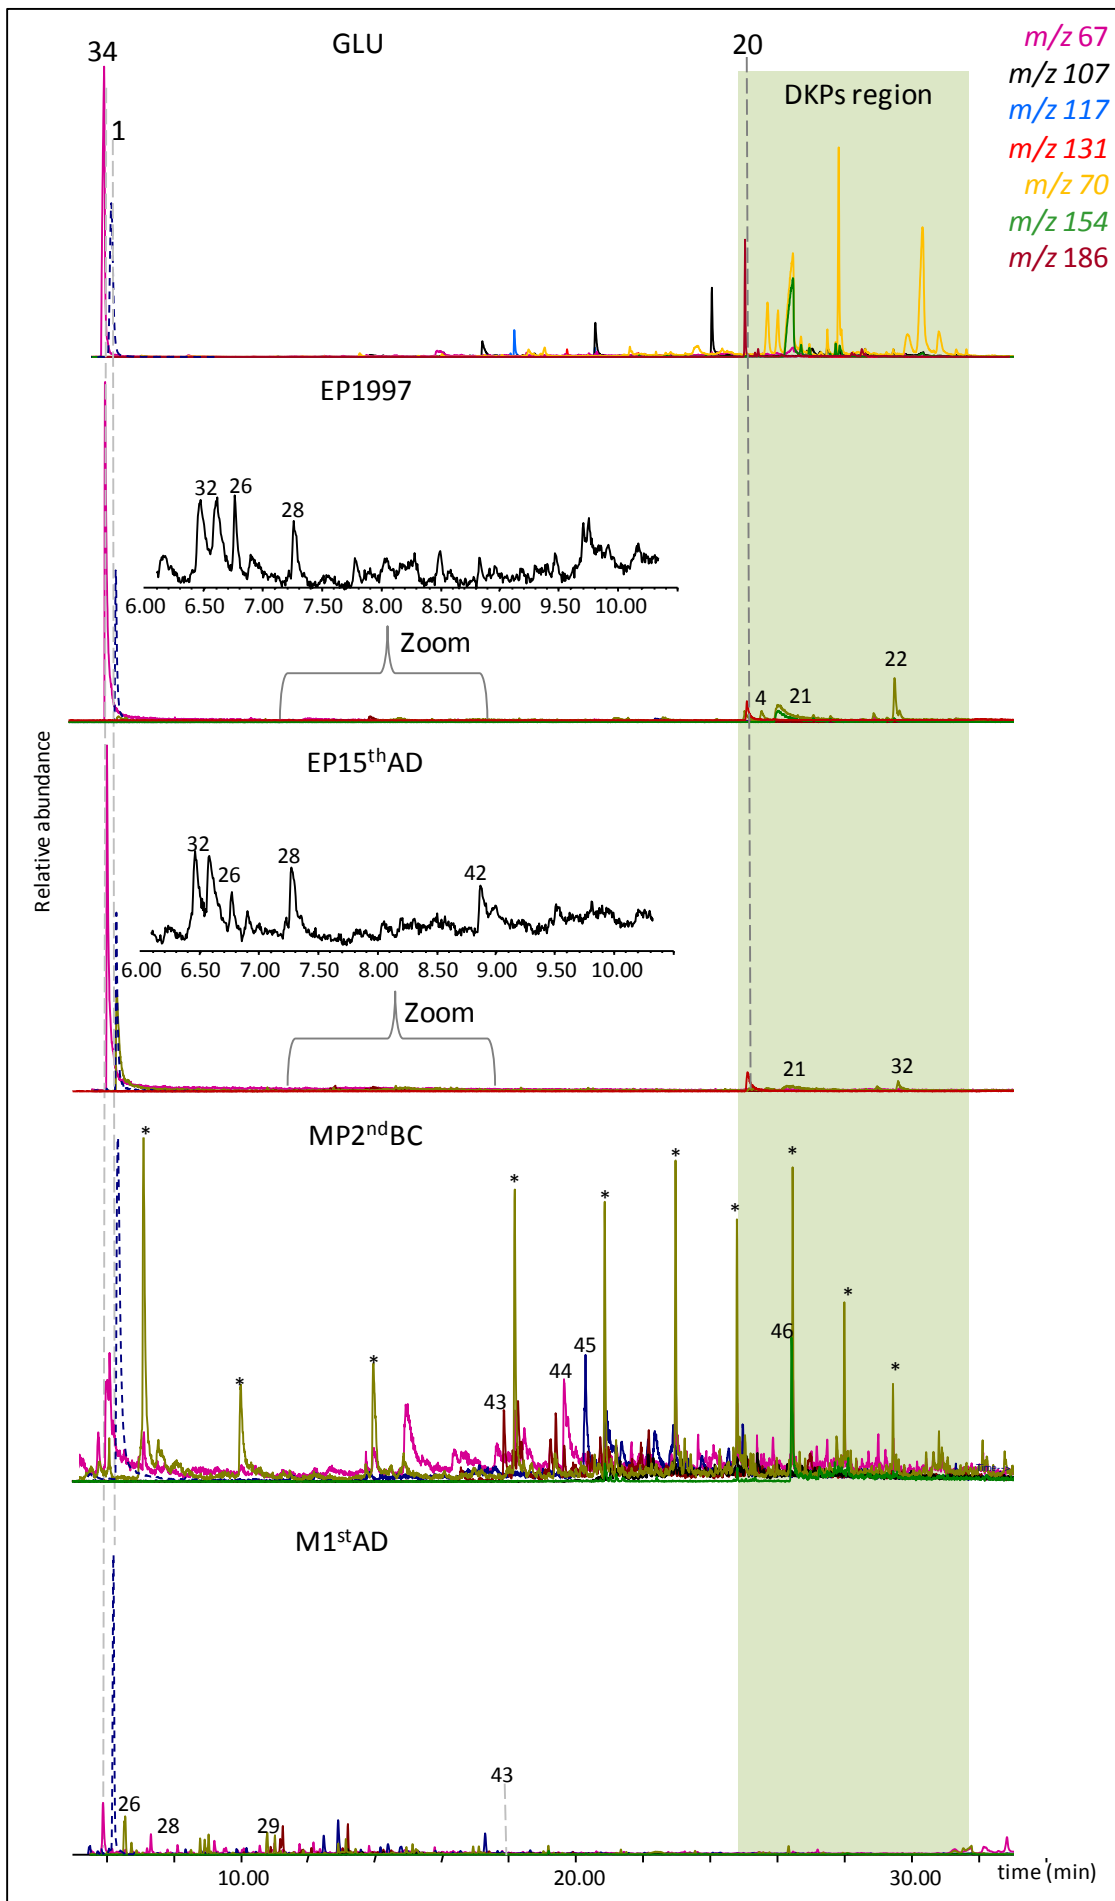 GLU
34
1
20
DKPs region
m/z 67
m/z 107
m/z 117
m/z 131
m/z 70
m/z 154
m/z 186
EP1997
32
26
28
6.00 6.50 7.00 7.50 8.00 8.50 9.00 9.50 10.00
Zoom
4
21
22
EP15thAD
32
26
28
42
6.00 6.50 7.00 7.50 8.00 8.50 9.00 9.50 10.00
Zoom
21
32
Relative abundance
MP2ndBC
*
*
*
*
*
*
*
*
*
*
43
44
45
46
M1stAD
26
28
29
43
10.00 20.00 30.00
time (min)